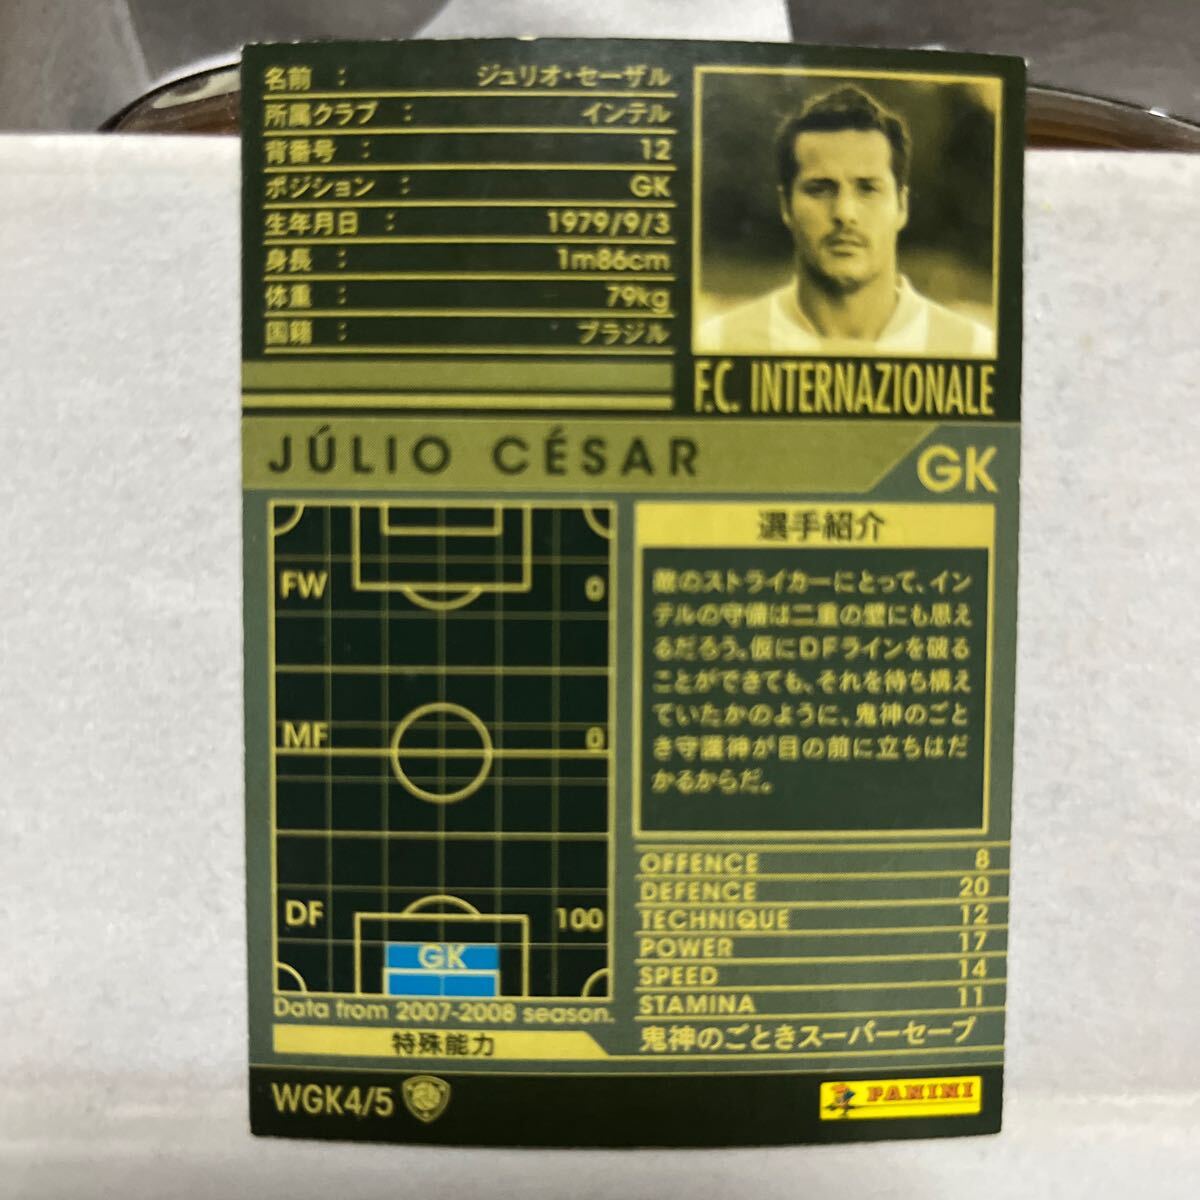 名前 : ジュリオ・セーザル
所属クラブ : インテル
背番号 : 12
ポジション : GK
生年月日 : 1979/9/3
身長 : 1m86cm
体重 : 79kg
国籍 : ブラジル
F.C. INTERNAZIONALE
JÚLIO CÉSAR
GK
FW 0
MF 0
DF 100
GK
Data from 2007-2008 season.
選手紹介
敵のストライカーにとって、イン
テルの守備は二重の壁にも思え
るだろう。仮にDFラインを破る
ことができても、それを待ち構え
ていたかのように、鬼神のごと
き守護神が目の前に立ちはだ
かるからだ。
OFFENCE 8
DEFENCE 20
TECHNIQUE 12
POWER 17
SPEED 14
STAMINA 11
特殊能力
鬼神のごときスーパーセーブ
WGK4/5
PANINI